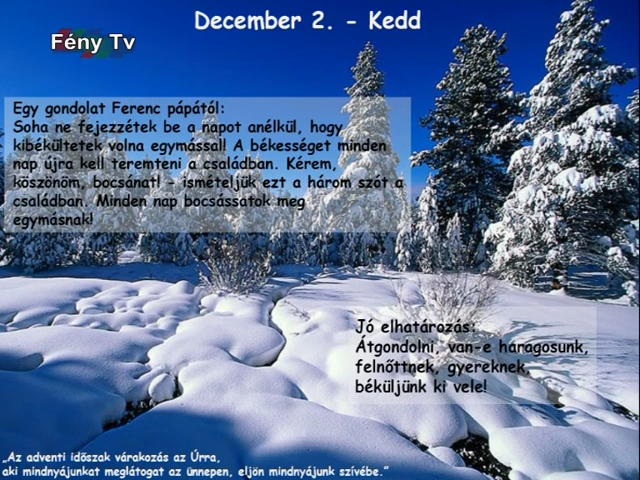 December 2. - Kedd
Fény Tv
Egy gondolat Ferenc pápától:
Soha ne fejezzétek be a napot anélkül, hogy
kibékültetek volna egymással! A békességet minden
nap újra kell teremteni a családban. Kérem,
köszönöm, bocsánat! - ismételjük ezt a három szót a
családban. Minden nap bocsássatok meg
egymásnak!
Jó elhatározás:
Átgondolni, van-e haragosunk,
felnőttnek, gyereknek,
béküljünk ki vele!
„Az adventi időszak várakozás az Úrra,
aki mindnyájunkat meglátogat az ünnepen, eljön mindnyájunk szívébe.”